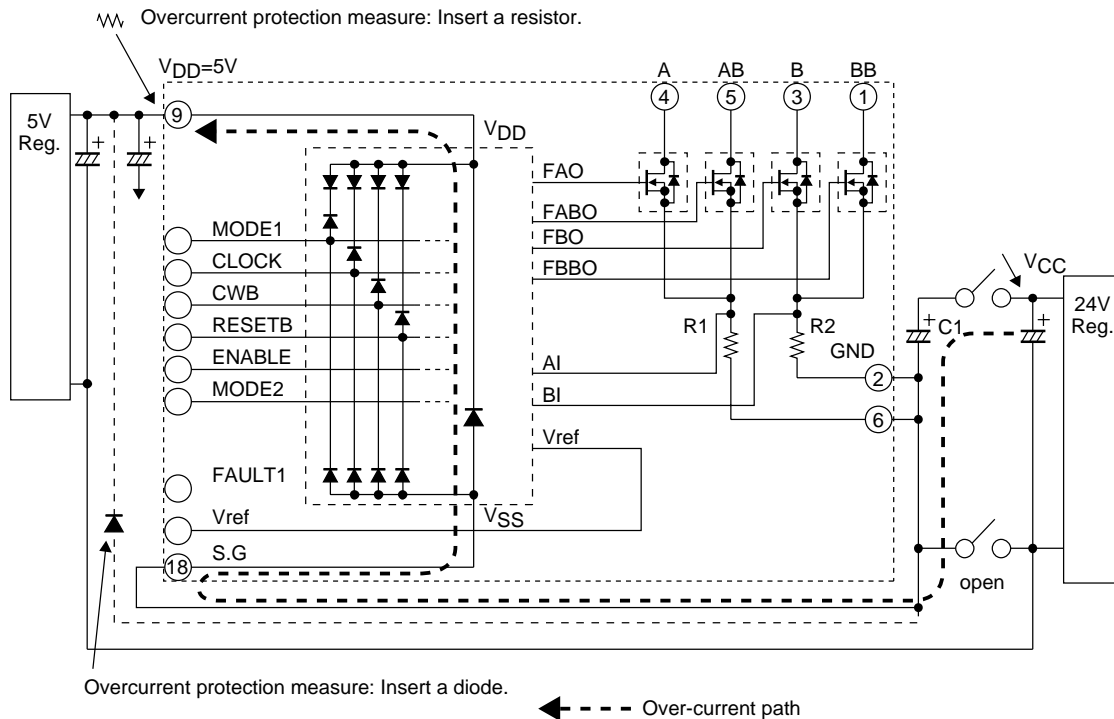 Overcurrent protection measure: Insert a resistor.
VDD=5V
A AB B BB
4 5 3 1
5V
Reg.
9
VDD
FAO
FABO
FBO
FBBO
MODE1
CLOCK
CWB
RESETB
ENABLE
MODE2
VCC
24V
Reg.
C1
R1 R2
GND
2
AI
BI
6
Vref
FAULT1
Vref
VSS
S.G
18
open
Overcurrent protection measure: Insert a diode.
Over-current path
+
+
+
+